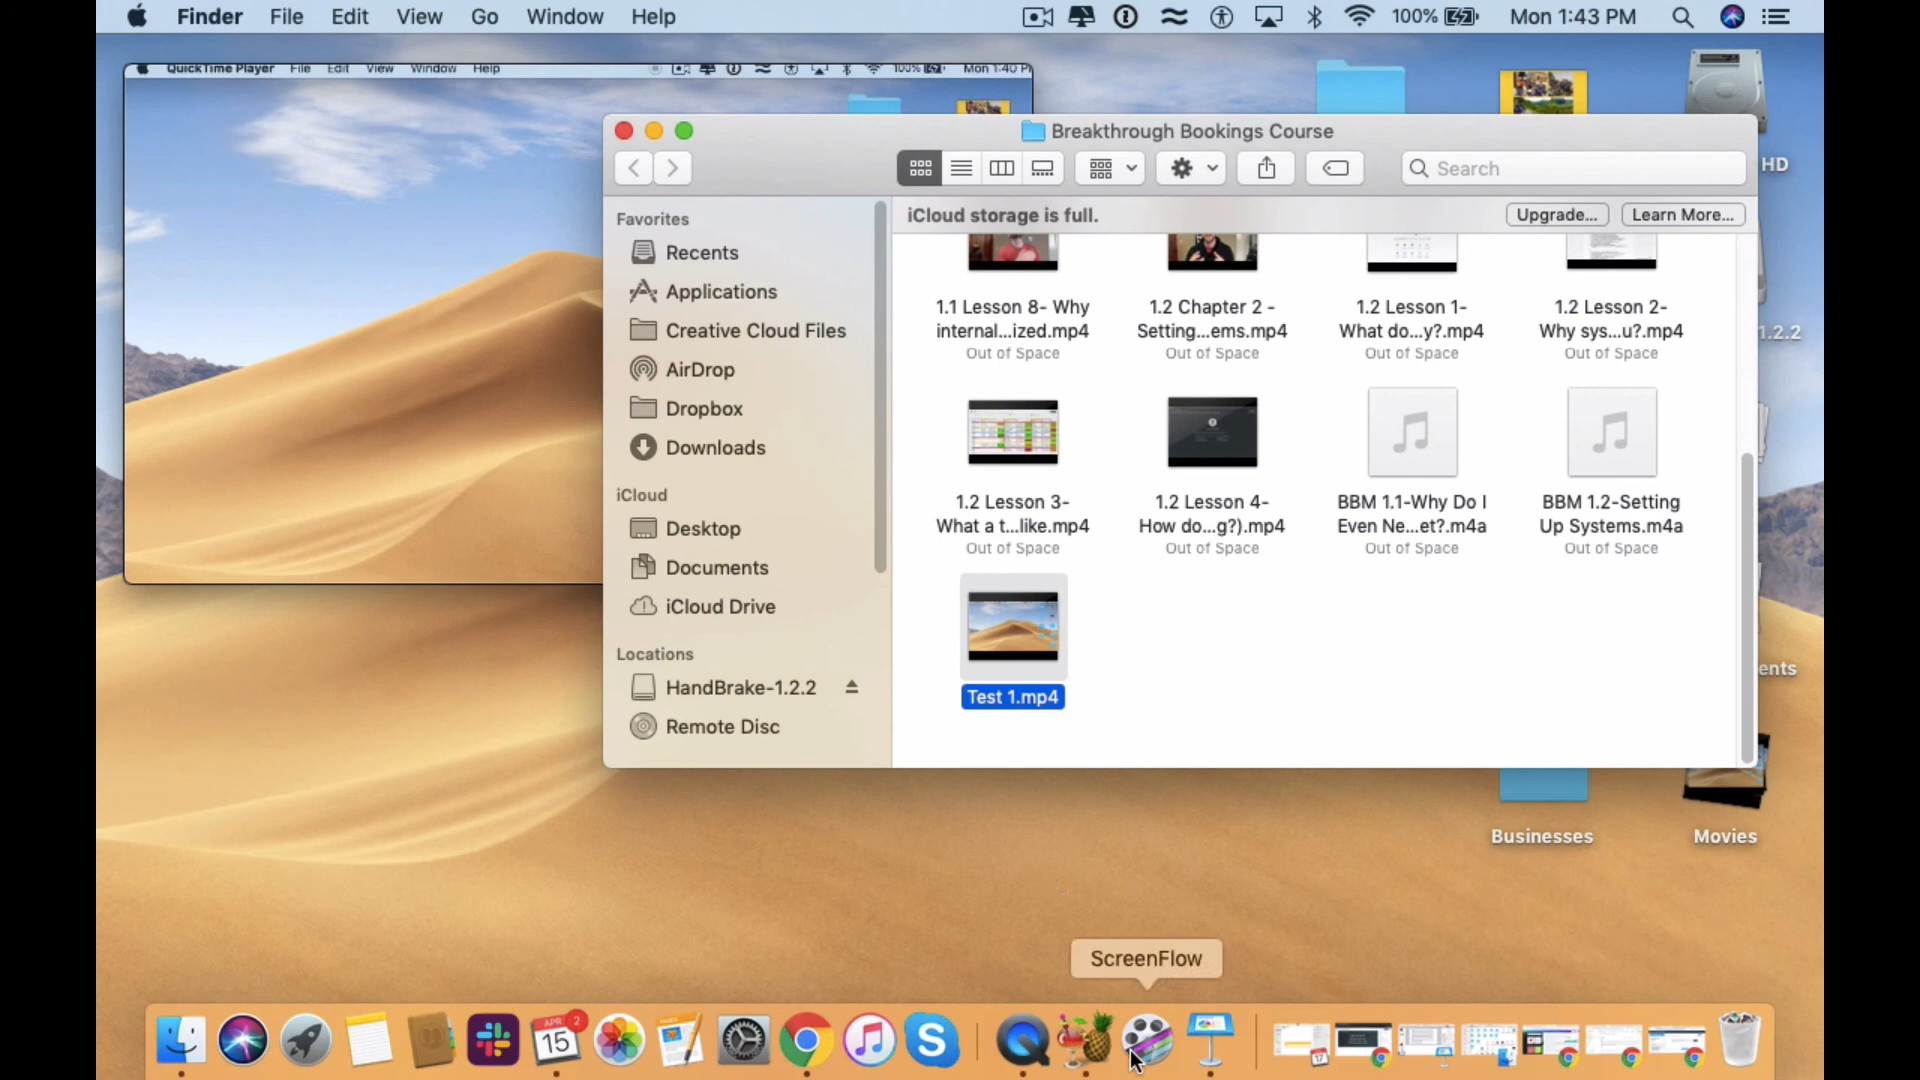 Finder File Edit View Go Window Help 100% Mon 1:43 PM
QuickTime Player File Edit View Window Help 100% Mon 1:40 P
Breakthrough Bookings Course
Search
HD
iCloud storage is full. Upgrade... Learn More...
Favorites
Recents
Applications
Creative Cloud Files
AirDrop
Dropbox
Downloads
iCloud
Desktop
Documents
iCloud Drive
Locations
HandBrake-1.2.2
Remote Disc
1.1 Lesson 8- Why
internal...ized.mp4
Out of Space
1.2 Chapter 2 -
Setting...ems.mp4
Out of Space
1.2 Lesson 1-
What do...y?.mp4
Out of Space
1.2 Lesson 2-
Why sys...u?.mp4
Out of Space
1.2.2
1.2 Lesson 3-
What a t...like.mp4
Out of Space
1.2 Lesson 4-
How do...g?).mp4
Out of Space
BBM 1.1-Why Do I
Even Ne...et?.m4a
Out of Space
BBM 1.2-Setting
Up Systems.m4a
Out of Space
Test 1.mp4
ents
Businesses
Movies
ScreenFlow
APR
15
2
17